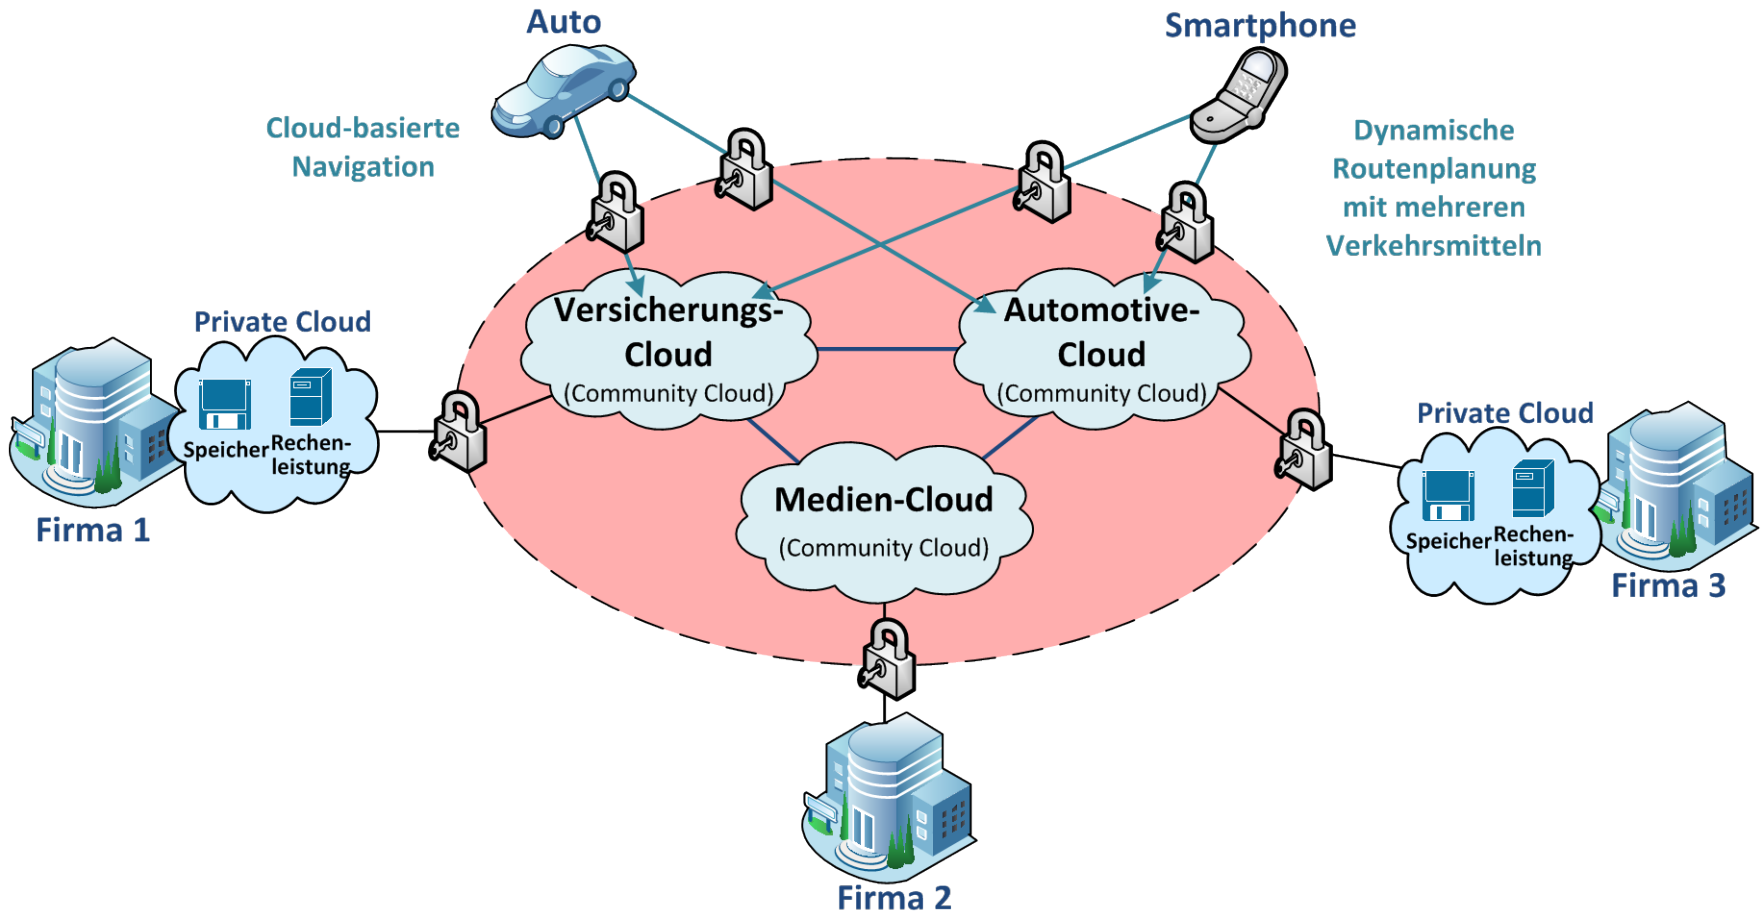 Auto
Smartphone
Cloud-basierte
Navigation
Dynamische
Routenplanung
mit mehreren
Verkehrsmitteln
Versicherungs-
Cloud
(Community Cloud)
Automotive-
Cloud
(Community Cloud)
Medien-Cloud
(Community Cloud)
Private Cloud
Speicher
Rechen-
leistung
Firma 1
Private Cloud
Speicher
Rechen-
leistung
Firma 3
Firma 2